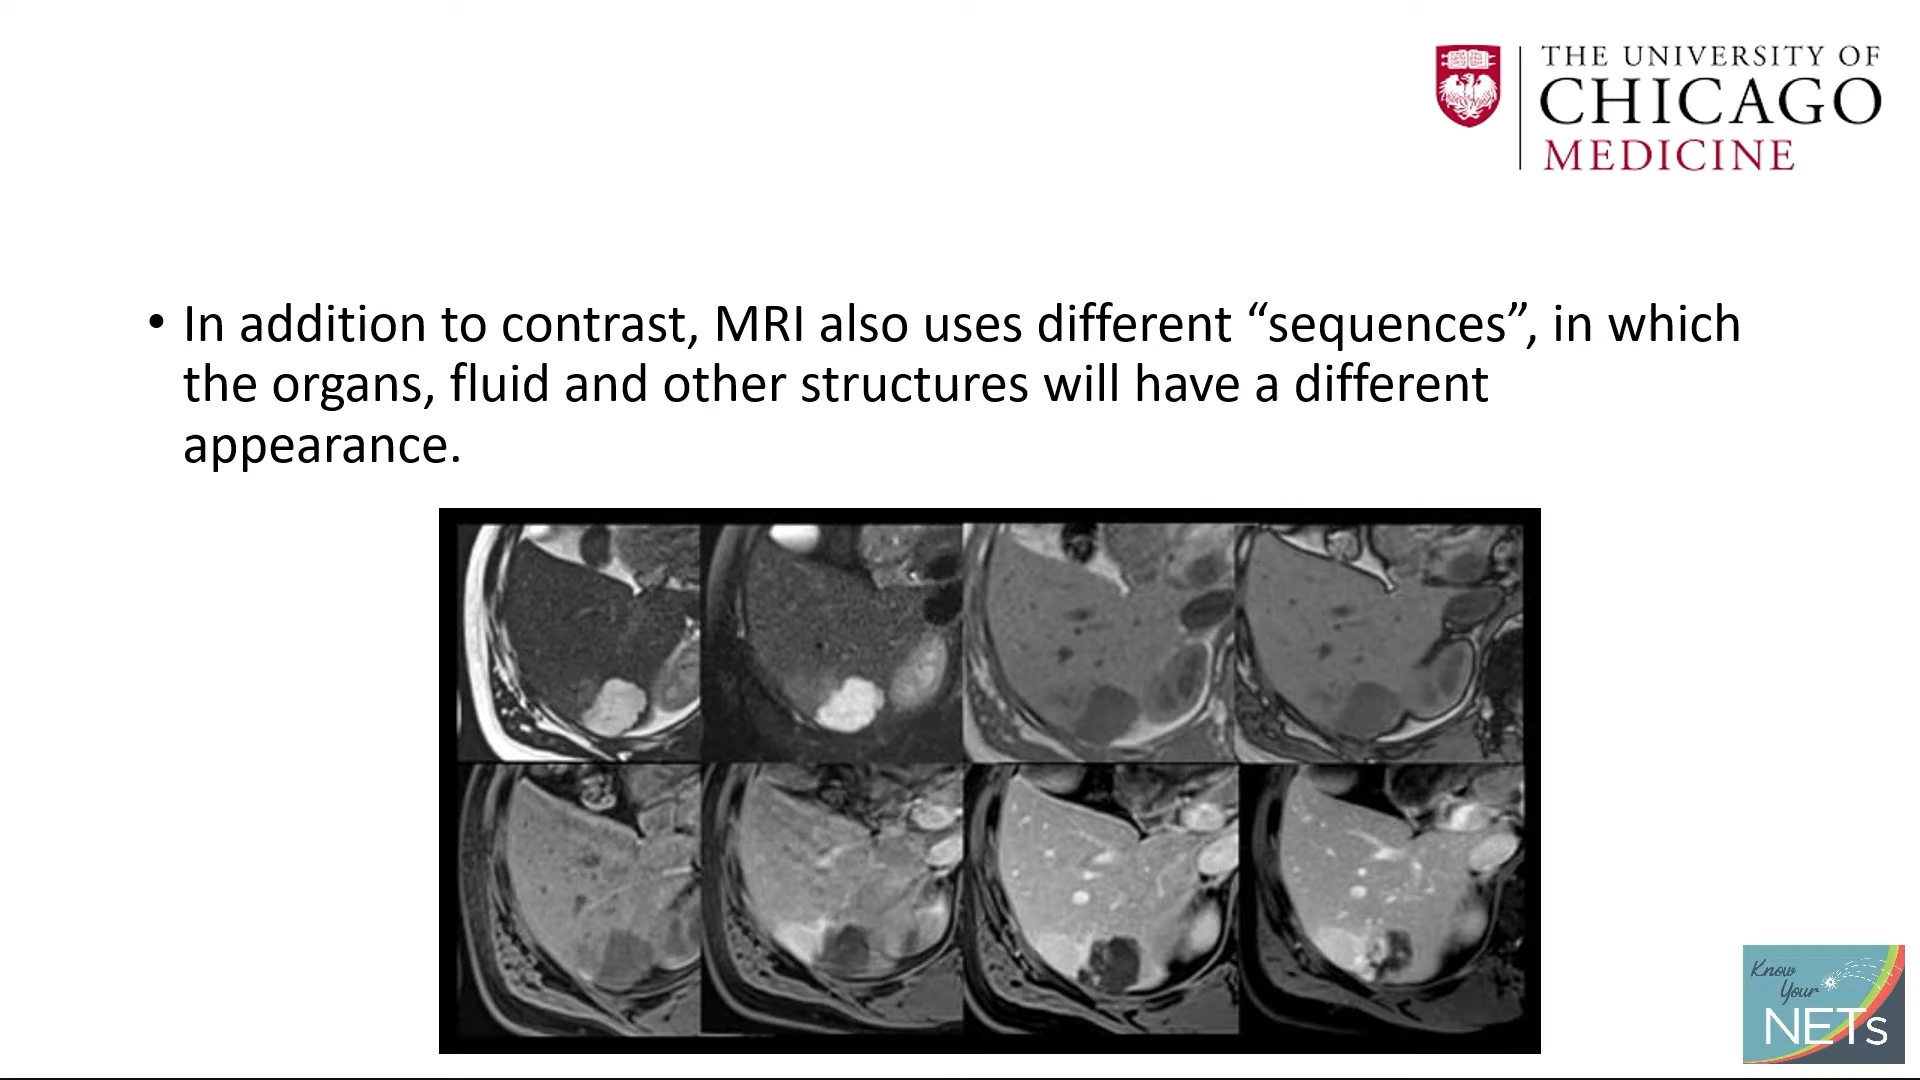 THE UNIVERSITY OF
CHICAGO
MEDICINE
• In addition to contrast, MRI also uses different “sequences”, in which
the organs, fluid and other structures will have a different
appearance.
Know
Your
NETs